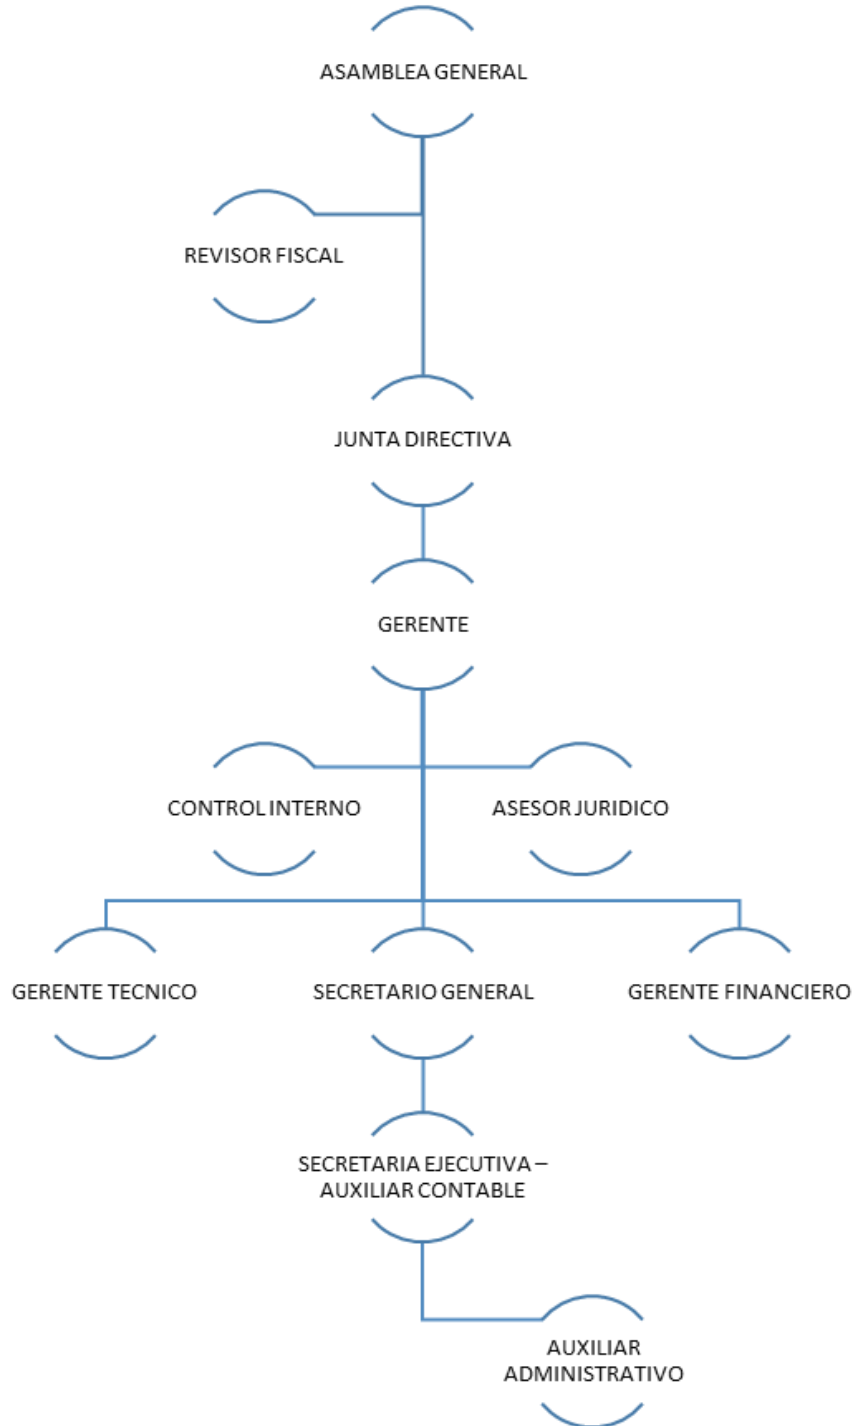 ASAMBLEA GENERAL
REVISOR FISCAL
JUNTA DIRECTIVA
GERENTE
CONTROL INTERNO
ASESOR JURIDICO
GERENTE TECNICO
SECRETARIO GENERAL
GERENTE FINANCIERO
SECRETARIA EJECUTIVA –
AUXILIAR CONTABLE
AUXILIAR
ADMINISTRATIVO